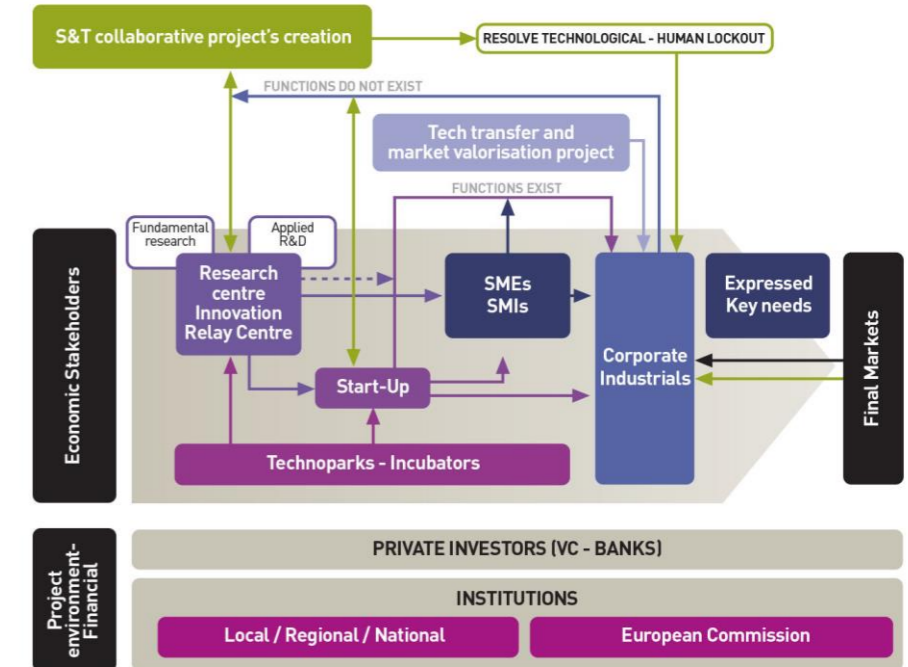 S&T collaborative project's creation
RESOLVE TECHNOLOGICAL - HUMAN LOCKOUT
FUNCTIONS DO NOT EXIST
Tech transfer and
market valorisation project
FUNCTIONS EXIST
Fundamental
research
Applied
R&D
Economic Stakeholders
Research
centre
Innovation
Relay Centre
SMEs
SMIs
Corporate
Industrials
Expressed
Key needs
Final Markets
Start-Up
Technoparks - Incubators
Project
environment-
Financial
PRIVATE INVESTORS (VC - BANKS)
INSTITUTIONS
Local / Regional / National
European Commission